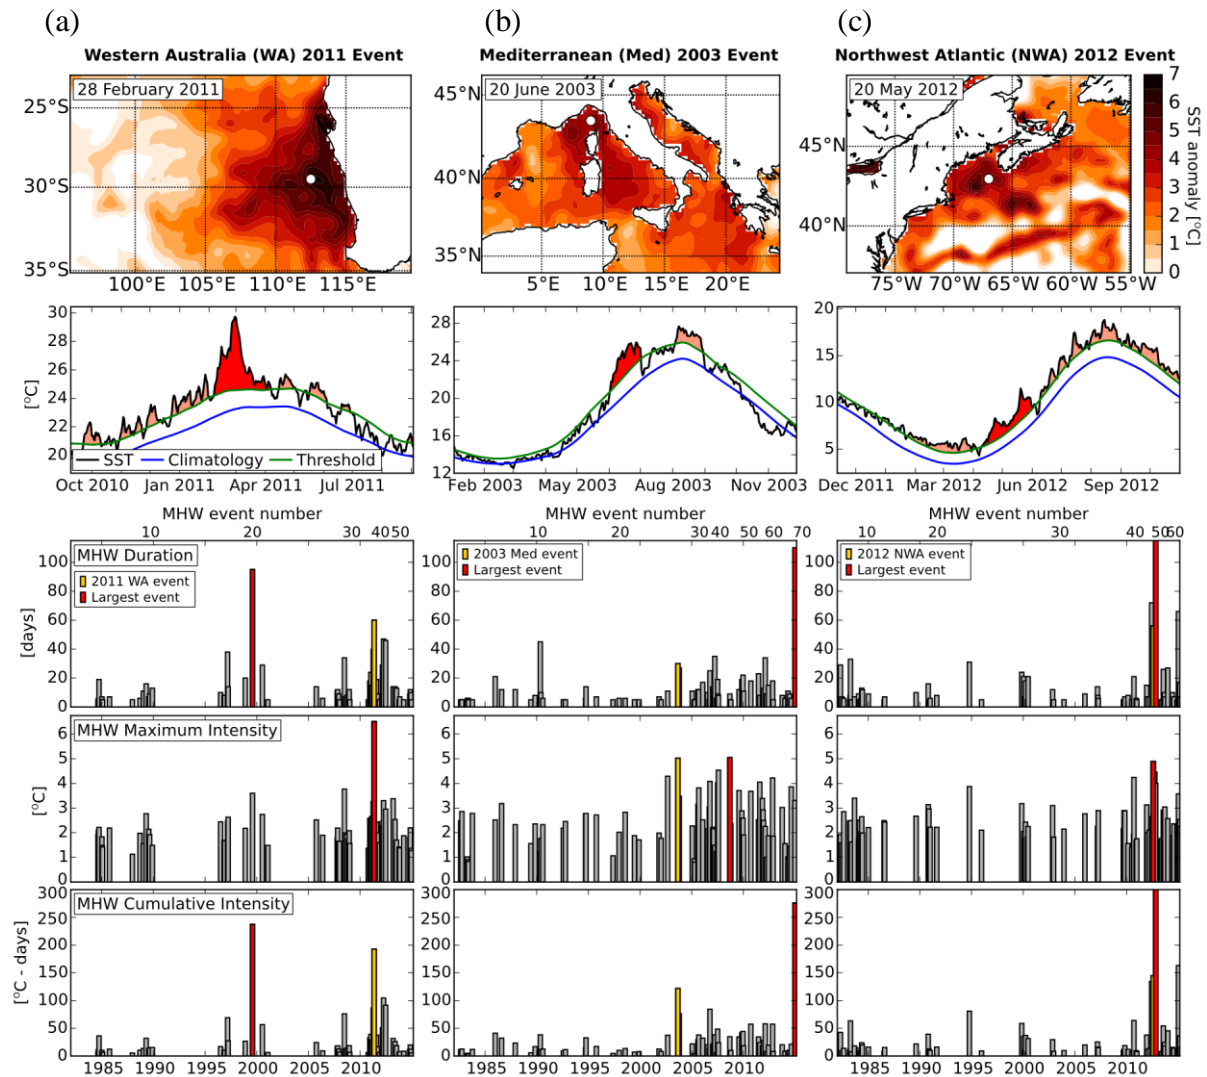 (a) (b) (c)
Western Australia (WA) 2011 Event Mediterranean (Med) 2003 Event Northwest Atlantic (NWA) 2012 Event
28 February 2011
25°S
30°S
35°S
100°E 105°E 110°E 115°E
20 June 2003
45°N
40°N
35°N
5°E 10°E 15°E 20°E
20 May 2012
45°N
40°N
75°W 70°W 65°W 60°W 55°W
7
6
5
4
3
2
1
0
SST anomaly [°C]
[°C]
30
28
26
24
22
20
SST Climatology Threshold
Oct 2010 Jan 2011 Apr 2011 Jul 2011
28
24
20
16
12
Feb 2003 May 2003 Aug 2003 Nov 2003
20
15
10
5
Dec 2011 Mar 2012 Jun 2012 Sep 2012
MHW event number MHW event number MHW event number
10 20 30 40 50 10 20 30 40 50 60 70 10 20 30 40 50 60
MHW Duration
2011 WA event
Largest event
2003 Med event
Largest event
2012 NWA event
Largest event
[days]
100
80
60
40
20
0
MHW Maximum Intensity
[°C]
6
5
4
3
2
1
0
MHW Cumulative Intensity
[°C - days]
300
250
200
150
100
50
0
1985 1990 1995 2000 2005 2010 1985 1990 1995 2000 2005 2010 1985 1990 1995 2000 2005 2010